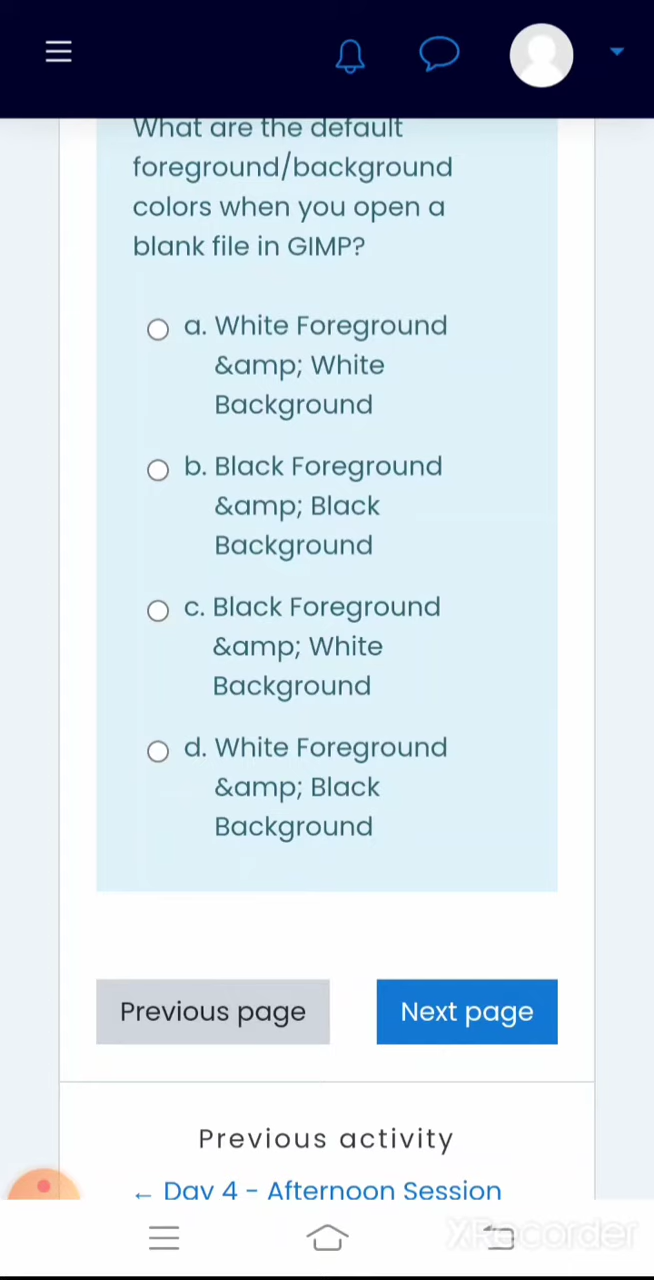 What are the default
foreground/background
colors when you open a
blank file in GIMP?
a. White Foreground
&amp; White
Background
b. Black Foreground
&amp; Black
Background
c. Black Foreground
&amp; White
Background
d. White Foreground
&amp; Black
Background
Previous page
Next page
Previous activity
← Day 4 - Afternoon Session
XRecorder